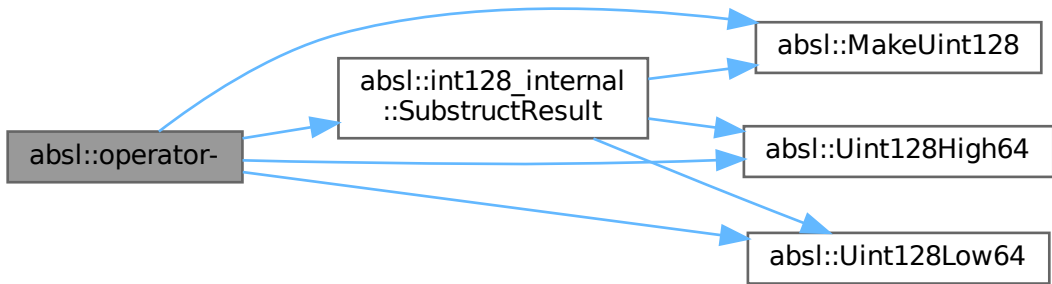 absl::operator-
absl::int128_internal
::SubstructResult
absl::MakeUint128
absl::Uint128High64
absl::Uint128Low64